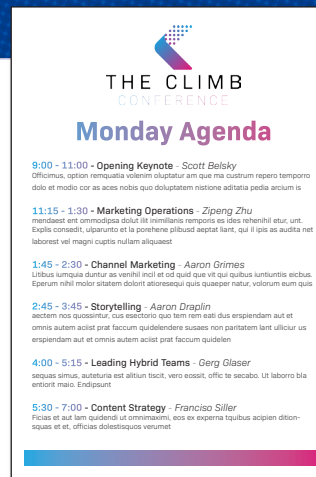 THE CLIMB
CONFERENCE
Monday Agenda
9:00 - 11:00 - Opening Keynote - Scott Belsky
Officimus, option remquatia volenim oluptatur am que ma custrum repero temporro
dolo et modic cor as aces nobis quo doluptatem nistione aditatia pedia arcium is
11:15 - 1:30 - Marketing Operations - Zipeng Zhu
mendaest ent ommodipsa dolut ilit inimillanis remporis es ides rehenihil etur, unt.
Explis consedit, ulparunto et la porehene plibusd aeptat liant, qui il ipis as audita net
laborest vel magni cuptis nullam aliquaest
1:45 - 2:30 - Channel Marketing - Aaron Grimes
Litibus iumquia duntur as venihil incil et od quid que vit qui quibus iuntiuntiis eicbus.
Eperum nihil molor sitatem dolorit atioresequi quis quaeper natur, volorum eum quis
2:45 - 3:45 - Storytelling - Aaron Draplin
aectem nos quossintur, cus esectorio quo tem rem eati dus erspiendam aut et
omnis autem aciist prat faccum quidelendere susaes non paritatem lant ulliciur us
erspiendam aut et omnis autem aciist prat faccum quidelen
4:00 - 5:15 - Leading Hybrid Teams - Gerg Glaser
sequas simus, auteturia est alitiun tiscit, vero eossit, offic te secabo. Ut laborro bla
entiorit maio. Endipsunt
5:30 - 7:00 - Content Strategy - Franciso Siller
Ficias et aut lam quidendi ut omnimaximi, eos ex experna tquibus acipien dition-
squas et et, officias dolestisquos verumet